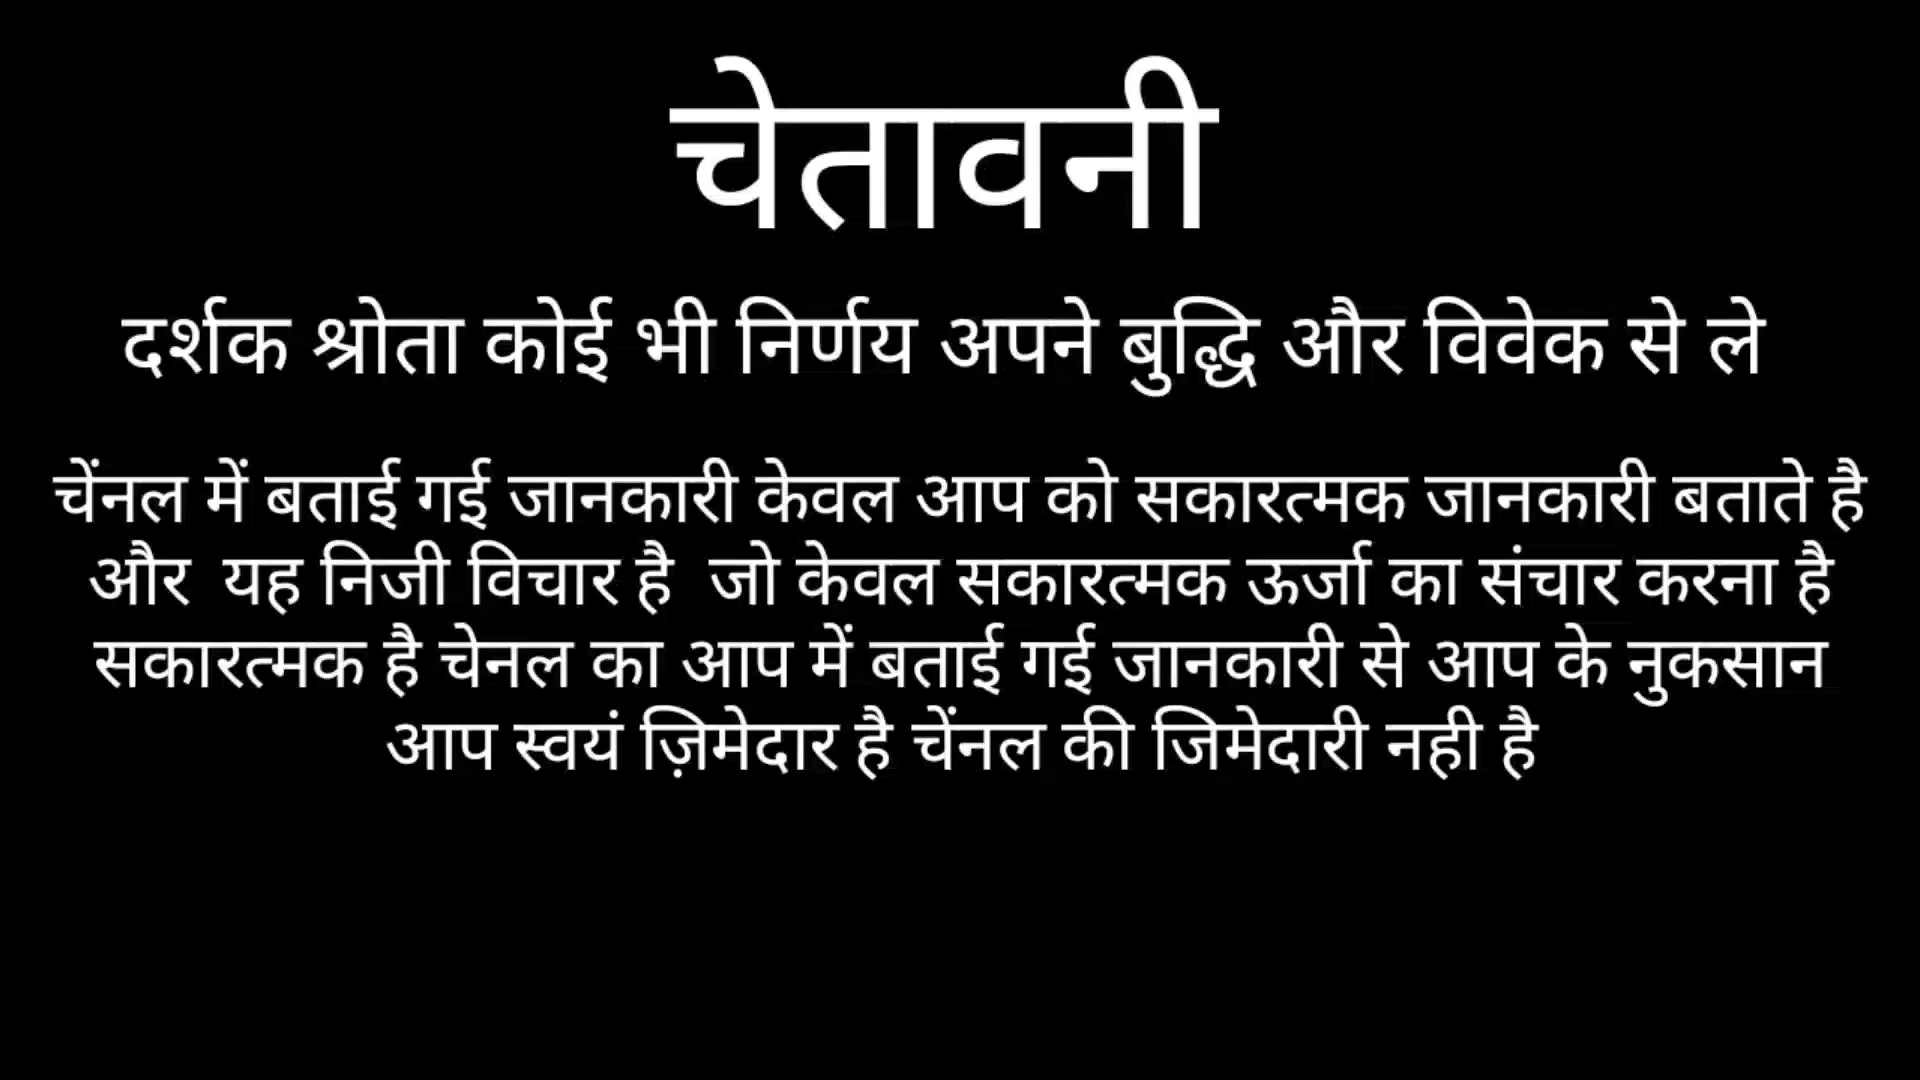 चेतावनी
दर्शक श्रोता कोई भी निर्णय अपने बुद्धि और विवेक से ले
चेंनल में बताई गई जानकारी केवल आप को सकारत्मक जानकारी बताते है
और यह निजी विचार है जो केवल सकारत्मक ऊर्जा का संचार करना है
सकारत्मक है चेनल का आप में बताई गई जानकारी से आप के नुकसान
आप स्वयं ज़िमेदार है चेंनल की जिमेदारी नही है